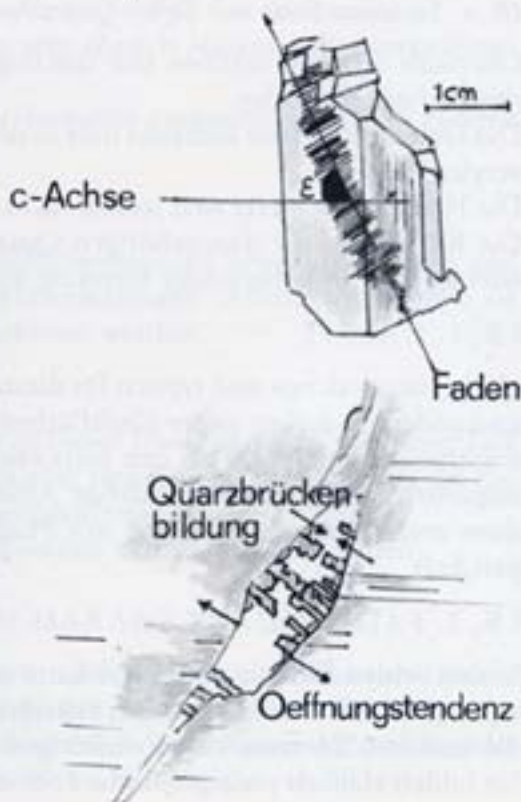 1cm
ε
c-Achse
Faden
Quarzbrücken-
bildung
Oeffnungstendenz